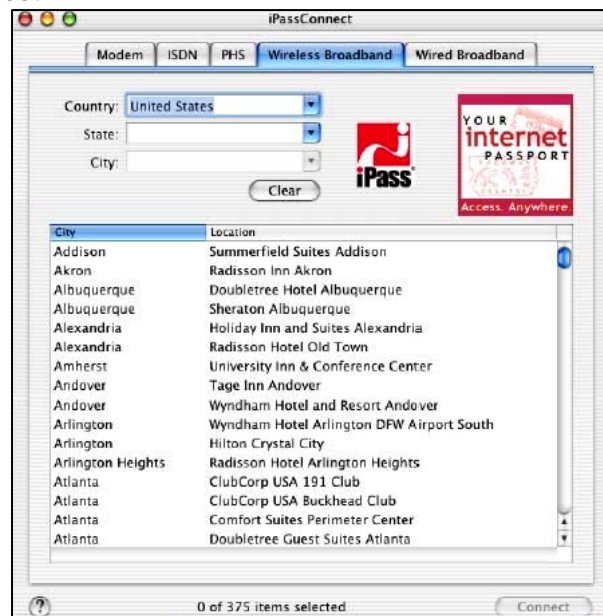 iPassConnect
Modem ISDN PHS Wireless Broadband Wired Broadband
Country: United States
State:
City:
Clear
iPass
YOUR
internet
PASSPORT
Access. Anywhere.
City Location
Addison Summerfield Suites Addison
Akron Radisson Inn Akron
Albuquerque Doubletree Hotel Albuquerque
Albuquerque Sheraton Albuquerque
Alexandria Holiday Inn and Suites Alexandria
Alexandria Radisson Hotel Old Town
Amherst University Inn & Conference Center
Andover Tage Inn Andover
Andover Wyndham Hotel and Resort Andover
Arlington Wyndham Hotel Arlington DFW Airport South
Arlington Hilton Crystal City
Arlington Heights Radisson Hotel Arlington Heights
Atlanta ClubCorp USA 191 Club
Atlanta ClubCorp USA Buckhead Club
Atlanta Comfort Suites Perimeter Center
Atlanta Doubletree Guest Suites Atlanta
? 0 of 375 items selected Connect